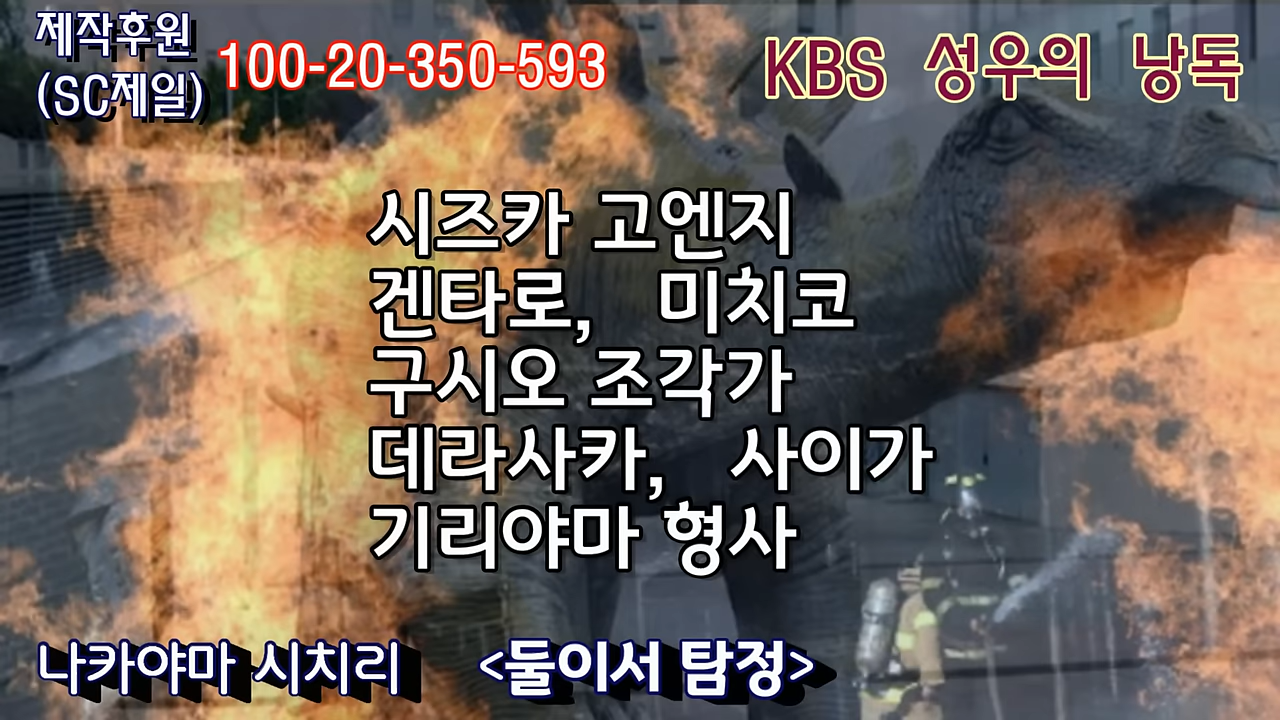 제작후원
(SC제일)
100-20-350-593
KBS 성우의 낭독
시즈카 고엔지
겐타로, 미치코
구시오 조각가
데라사카, 사이가
기리야마 형사
나카야마 시치리 <둘이서 탐정>